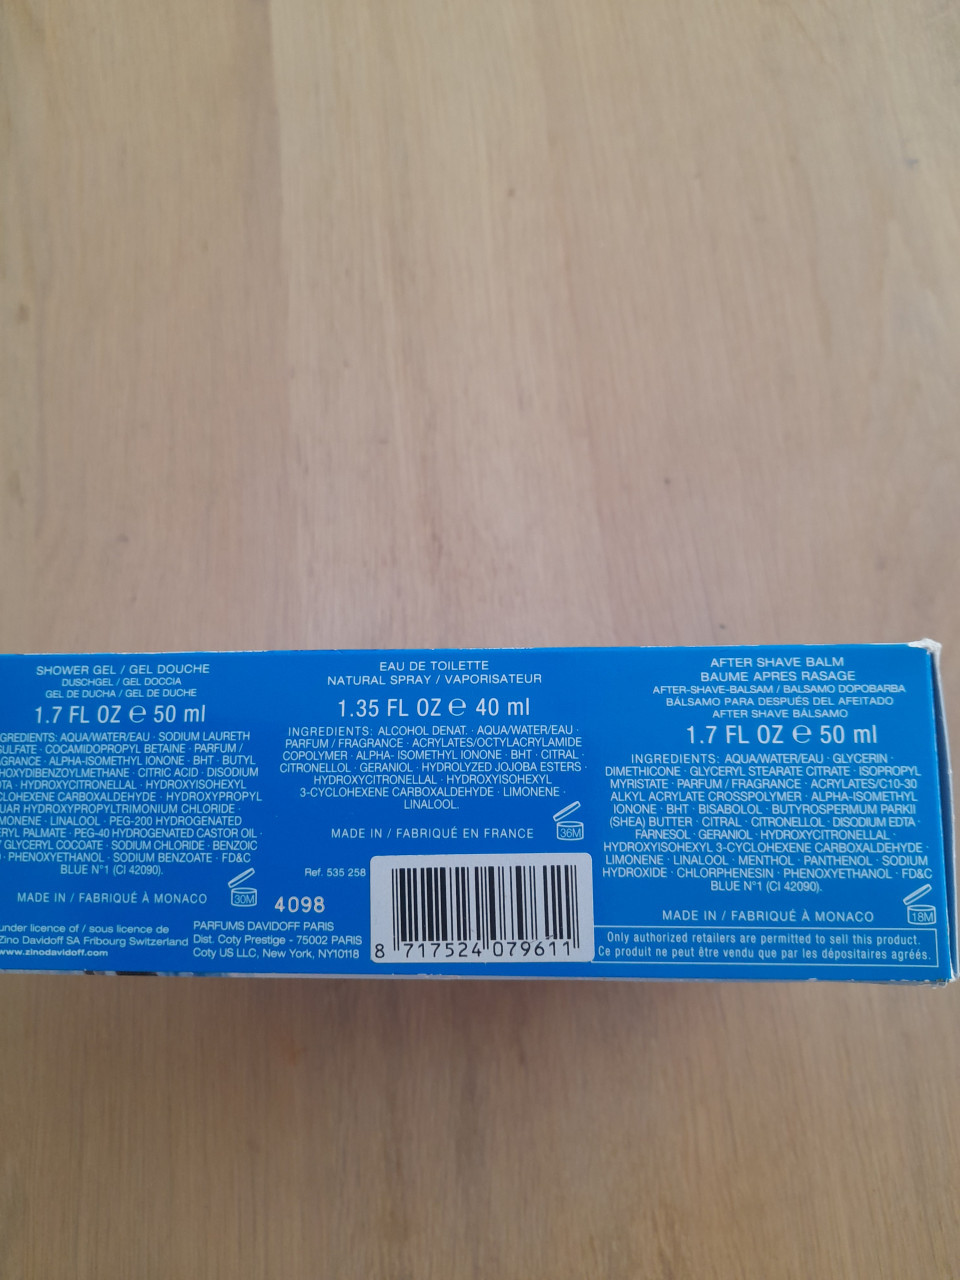 SHOWER GEL / GEL DOUCHE
DUSCHGEL / GEL DOCCIA
GEL DE DUCHA / GEL DE DUCHE
1.7 FL OZ ℮ 50 ml
AQUA/WATER/EAU · SODIUM LAURETH
COCAMIDOPROPYL BETAINE · PARFUM /
ALPHA-ISOMETHYL IONONE · BHT · BUTYL
CITRIC ACID · DISODIUM
HYDROXYCITRONELLAL · HYDROXYISOHEXYL
CARBOXALDEHYDE · HYDROXYPROPYL
HYDROXYPROPYLTRIMONIUM CHLORIDE ·
LINALOOL · PEG-200 HYDROGENATED
PALMATE · PEG-40 HYDROGENATED CASTOR OIL ·
GLYCERYL COCOATE · SODIUM CHLORIDE · BENZOIC
· PHENOXYETHANOL · SODIUM BENZOATE · FD&C
BLUE N°1 (CI 42090).
MADE IN / FABRIQUÉ À MONACO
30M
under licence of / sous licence de
Zino Davidoff SA Fribourg Switzerland
www.zinodavidoff.com
EAU DE TOILETTE
NATURAL SPRAY / VAPORISATEUR
1.35 FL OZ ℮ 40 ml
INGREDIENTS: ALCOHOL DENAT. · AQUA/WATER/EAU ·
PARFUM / FRAGRANCE · ACRYLATES/OCTYLACRYLAMIDE
COPOLYMER · ALPHA- ISOMETHYL IONONE · BHT · CITRAL ·
CITRONELLOL · GERANIOL · HYDROLYZED JOJOBA ESTERS ·
HYDROXYCITRONELLAL · HYDROXYISOHEXYL
3-CYCLOHEXENE CARBOXALDEHYDE · LIMONENE ·
LINALOOL.
MADE IN / FABRIQUÉ EN FRANCE
36M
Ref. 535 258
4098
PARFUMS DAVIDOFF PARIS
Dist. Coty Prestige - 75002 PARIS
Coty US LLC, New York, NY10118
8 717524 079611
AFTER SHAVE BALM
BAUME APRES RASAGE
AFTER-SHAVE-BALSAM / BALSAMO DOPOBARBA
BÁLSAMO PARA DESPUÉS DEL AFEITADO
AFTER SHAVE BÁLSAMO
1.7 FL OZ ℮ 50 ml
INGREDIENTS: AQUA/WATER/EAU · GLYCERIN ·
DIMETHICONE · GLYCERYL STEARATE CITRATE · ISOPROPYL
MYRISTATE · PARFUM / FRAGRANCE · ACRYLATES/C10-30
ALKYL ACRYLATE CROSSPOLYMER · ALPHA-ISOMETHYL
IONONE · BHT · BISABOLOL · BUTYROSPERMUM PARKII
(SHEA) BUTTER · CITRAL · CITRONELLOL · DISODIUM EDTA ·
FARNESOL · GERANIOL · HYDROXYCITRONELLAL ·
HYDROXYISOHEXYL 3-CYCLOHEXENE CARBOXALDEHYDE ·
LIMONENE · LINALOOL · MENTHOL · PANTHENOL · SODIUM
HYDROXIDE · CHLORPHENESIN · PHENOXYETHANOL · FD&C
BLUE N°1 (CI 42090).
MADE IN / FABRIQUÉ À MONACO
18M
Only authorized retailers are permitted to sell this product.
Ce produit ne peut être vendu que par les dépositaires agréés.